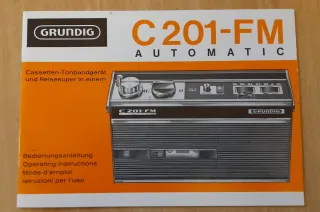 GRUNDIG
C 201-FM
AUTOMATIC
Cassetten-Tonbandgerät
und Reisesuper in einem
C 201-FM
GRUNDIG
Bedienungsanleitung
Operating instructions
Mode d'emploi
Istruzioni per l'uso